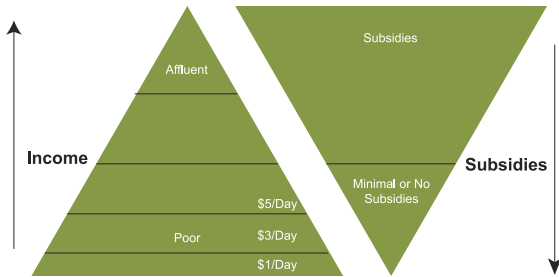 Affluent
Income
$5/Day
Poor
$3/Day
$1/Day
Subsidies
Minimal or No
Subsidies
Subsidies